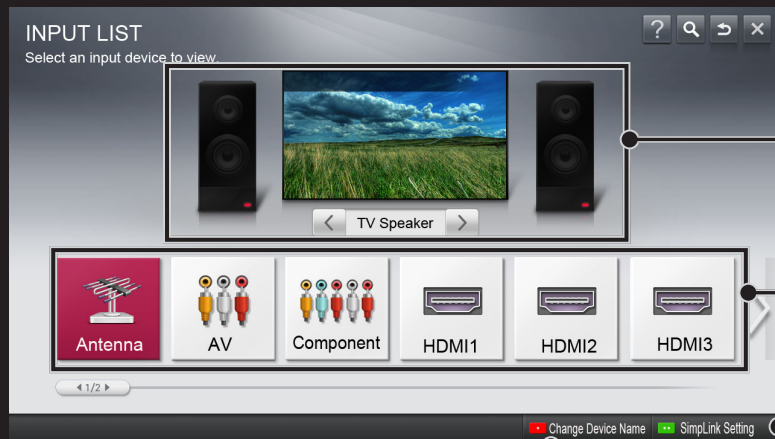 INPUT LIST
Select an input device to view.
?
TV Speaker
Antenna
AV
Component
HDMI1
HDMI2
HDMI3
1/2
Change Device Name
SimpLink Setting